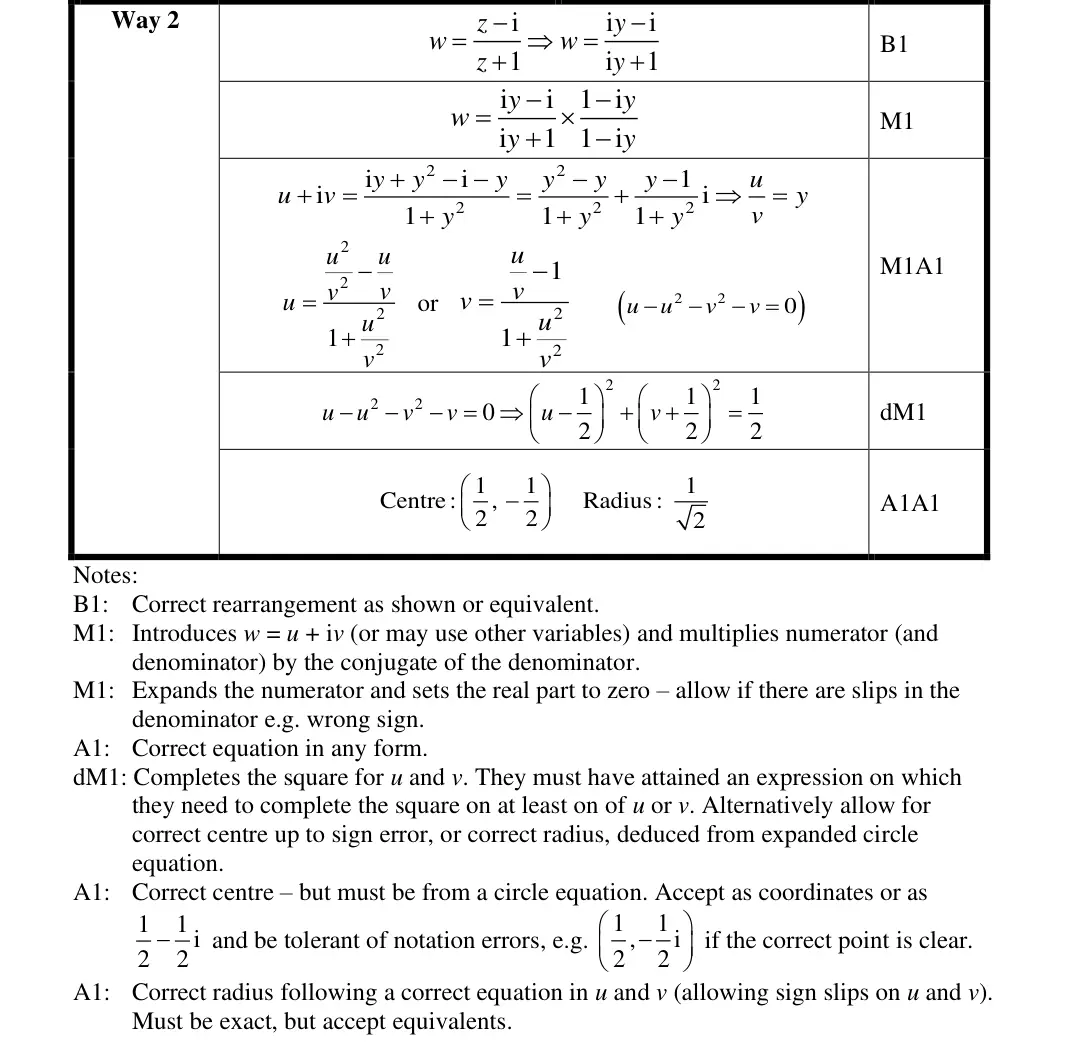 Way 2
w = (z − i)/(z + 1) ⇒ w = (iy − i)/(iy + 1)
B1
w = (iy − i)/(iy + 1) × (1 − iy)/(1 − iy)
M1
u + iv = (iy + y² − i − y)/(1 + y²) = (y² − y)/(1 + y²) + (y − 1)/(1 + y²) i ⇒ u/v = y
u = (u²/v² − u/v)/(1 + u²/v²) or v = (u/v − 1)/(1 + u²/v²) (u − u² − v² − v = 0)
M1A1
u − u² − v² − v = 0 ⇒ (u − 1/2)² + (v + 1/2)² = 1/2
dM1
Centre : (1/2, −1/2) Radius : 1/√2
A1A1
Notes:
B1: Correct rearrangement as shown or equivalent.
M1: Introduces w = u + iv (or may use other variables) and multiplies numerator (and
denominator) by the conjugate of the denominator.
M1: Expands the numerator and sets the real part to zero – allow if there are slips in the
denominator e.g. wrong sign.
A1: Correct equation in any form.
dM1: Completes the square for u and v. They must have attained an expression on which
they need to complete the square on at least on of u or v. Alternatively allow for
correct centre up to sign error, or correct radius, deduced from expanded circle
equation.
A1: Correct centre – but must be from a circle equation. Accept as coordinates or as
1/2 − 1/2 i and be tolerant of notation errors, e.g. (1/2, −1/2 i) if the correct point is clear.
A1: Correct radius following a correct equation in u and v (allowing sign slips on u and v).
Must be exact, but accept equivalents.